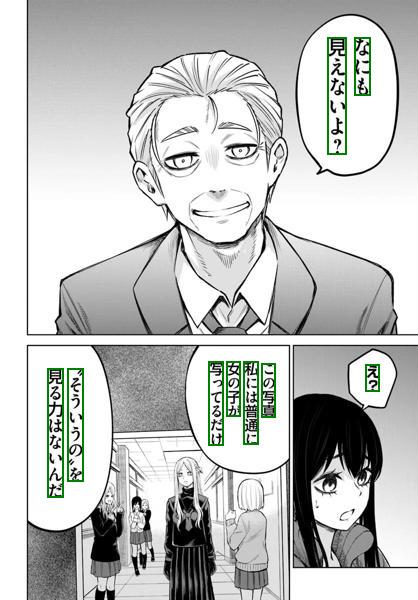 なにも
見えないよ?
え?
この写真
私には普通に
女の子が
写ってるだけ
“そういうの”を
見る力はないんだ